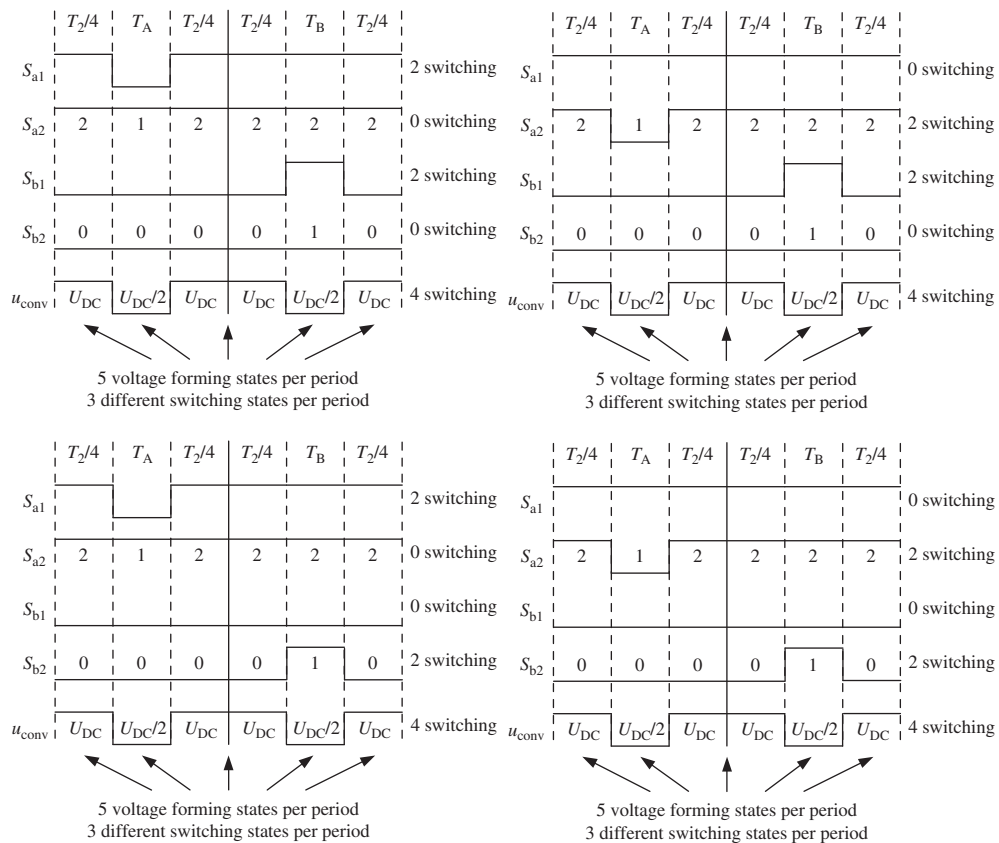 T2/4 TA T2/4 T2/4 TB T2/4
Sa1 2 switching
Sa2 2 1 2 2 2 2 0 switching
Sb1 2 switching
Sb2 0 0 0 0 1 0 0 switching
uconv UDC UDC/2 UDC UDC UDC/2 UDC 4 switching
5 voltage forming states per period
3 different switching states per period
T2/4 TA T2/4 T2/4 TB T2/4
Sa1 0 switching
Sa2 2 1 2 2 2 2 2 switching
Sb1 2 switching
Sb2 0 0 0 0 1 0 0 switching
uconv UDC UDC/2 UDC UDC UDC/2 UDC 4 switching
5 voltage forming states per period
3 different switching states per period
T2/4 TA T2/4 T2/4 TB T2/4
Sa1 2 switching
Sa2 2 1 2 2 2 2 0 switching
Sb1 0 switching
Sb2 0 0 0 0 1 0 2 switching
uconv UDC UDC/2 UDC UDC UDC/2 UDC 4 switching
5 voltage forming states per period
3 different switching states per period
T2/4 TA T2/4 T2/4 TB T2/4
Sa1 0 switching
Sa2 2 1 2 2 2 2 2 switching
Sb1 0 switching
Sb2 0 0 0 0 1 0 2 switching
uconv UDC UDC/2 UDC UDC UDC/2 UDC 4 switching
5 voltage forming states per period
3 different switching states per period